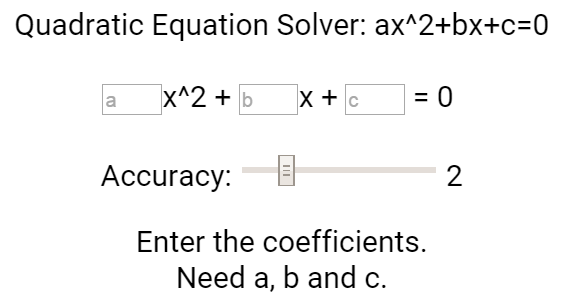 Quadratic Equation Solver: ax^2+bx+c=0
a x^2 + b x + c = 0
Accuracy: 2
Enter the coefficients.
Need a, b and c.